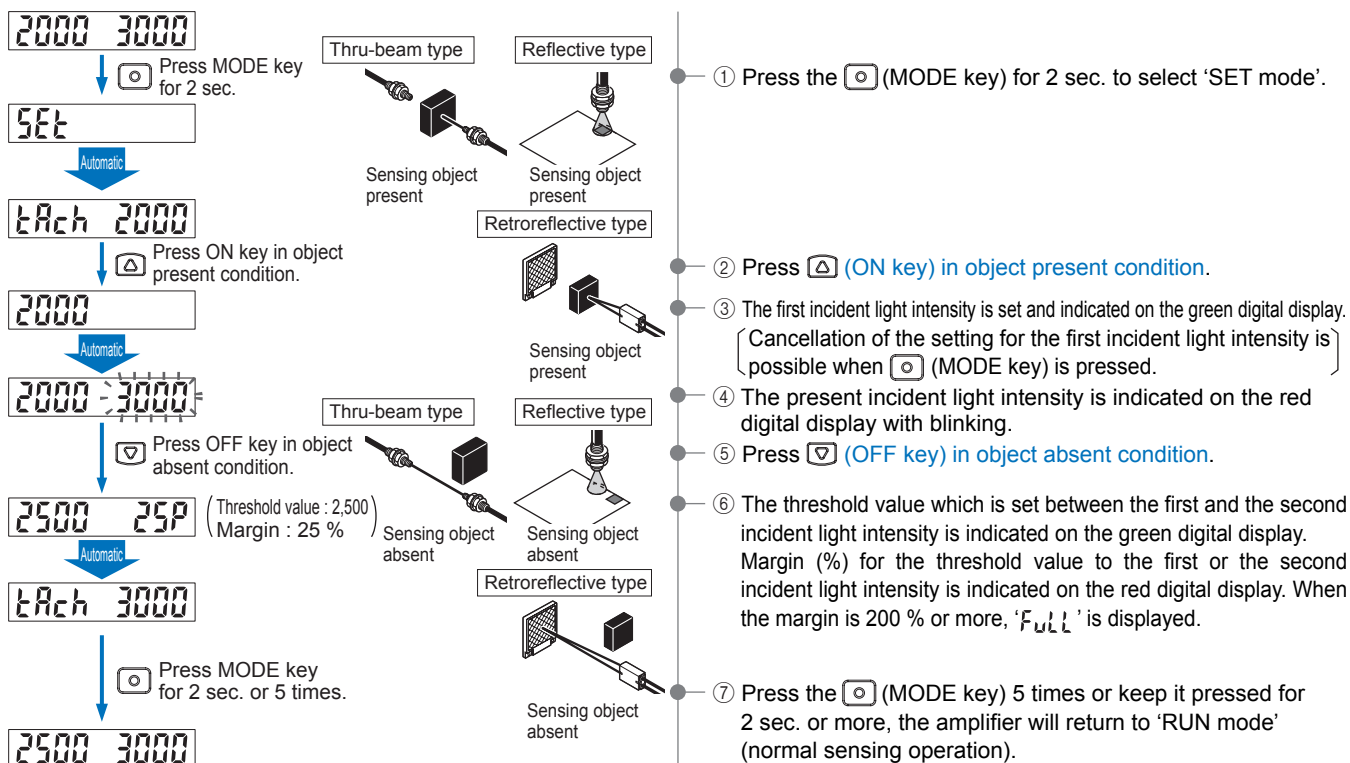 2000 3000
Press MODE key
for 2 sec.
SEt
Automatic
tAch 2000
Press ON key in object
present condition.
2000
Automatic
2000 3000
Press OFF key in object
absent condition.
2500 25P
(Threshold value : 2,500
Margin : 25 %)
Automatic
tAch 3000
Press MODE key
for 2 sec. or 5 times.
2500 3000
Thru-beam type
Reflective type
Sensing object
present
Sensing object
present
Retroreflective type
Sensing object
present
Thru-beam type
Reflective type
Sensing object
absent
Sensing object
absent
Retroreflective type
Sensing object
absent
① Press the (MODE key) for 2 sec. to select ‘SET mode’.
② Press (ON key) in object present condition.
③ The first incident light intensity is set and indicated on the green digital display.
Cancellation of the setting for the first incident light intensity is
possible when (MODE key) is pressed.
④ The present incident light intensity is indicated on the red
digital display with blinking.
⑤ Press (OFF key) in object absent condition.
⑥ The threshold value which is set between the first and the second
incident light intensity is indicated on the green digital display.
Margin (%) for the threshold value to the first or the second
incident light intensity is indicated on the red digital display. When
the margin is 200 % or more, ‘FuLL’ is displayed.
⑦ Press the (MODE key) 5 times or keep it pressed for
2 sec. or more, the amplifier will return to ‘RUN mode’
(normal sensing operation).